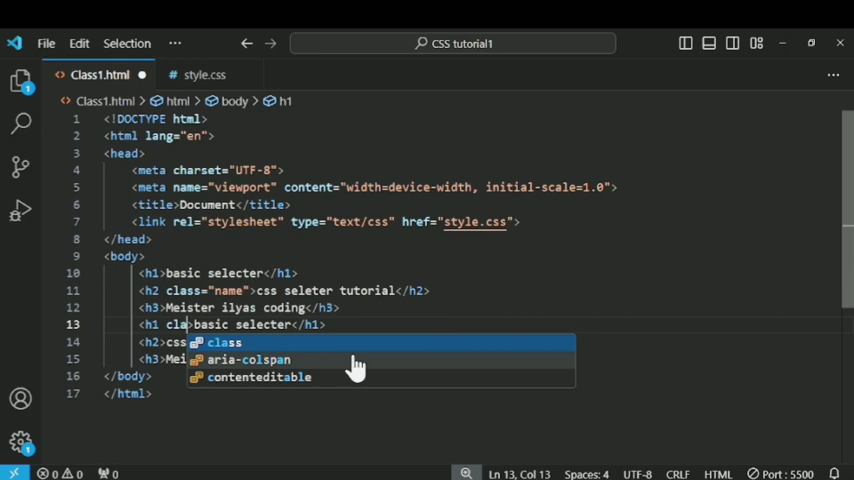 File Edit Selection ··· CSS tutorial1
Class1.html style.css ···
Class1.html > html > body > h1
1 <!DOCTYPE html>
2 <html lang="en">
3 <head>
4 <meta charset="UTF-8">
5 <meta name="viewport" content="width=device-width, initial-scale=1.0">
6 <title>Document</title>
7 <link rel="stylesheet" type="text/css" href="style.css">
8 </head>
9 <body>
10 <h1>basic selecter</h1>
11 <h2 class="name">css seleter tutorial</h2>
12 <h3>Meister ilyas coding</h3>
13 <h1 cla>basic selecter</h1>
14 <h2>css class
15 <h3>Mei aria-colspan
16 </body> contenteditable
17 </html>
1
1
0 0 0 Ln 13, Col 13 Spaces: 4 UTF-8 CRLF HTML Port : 5500